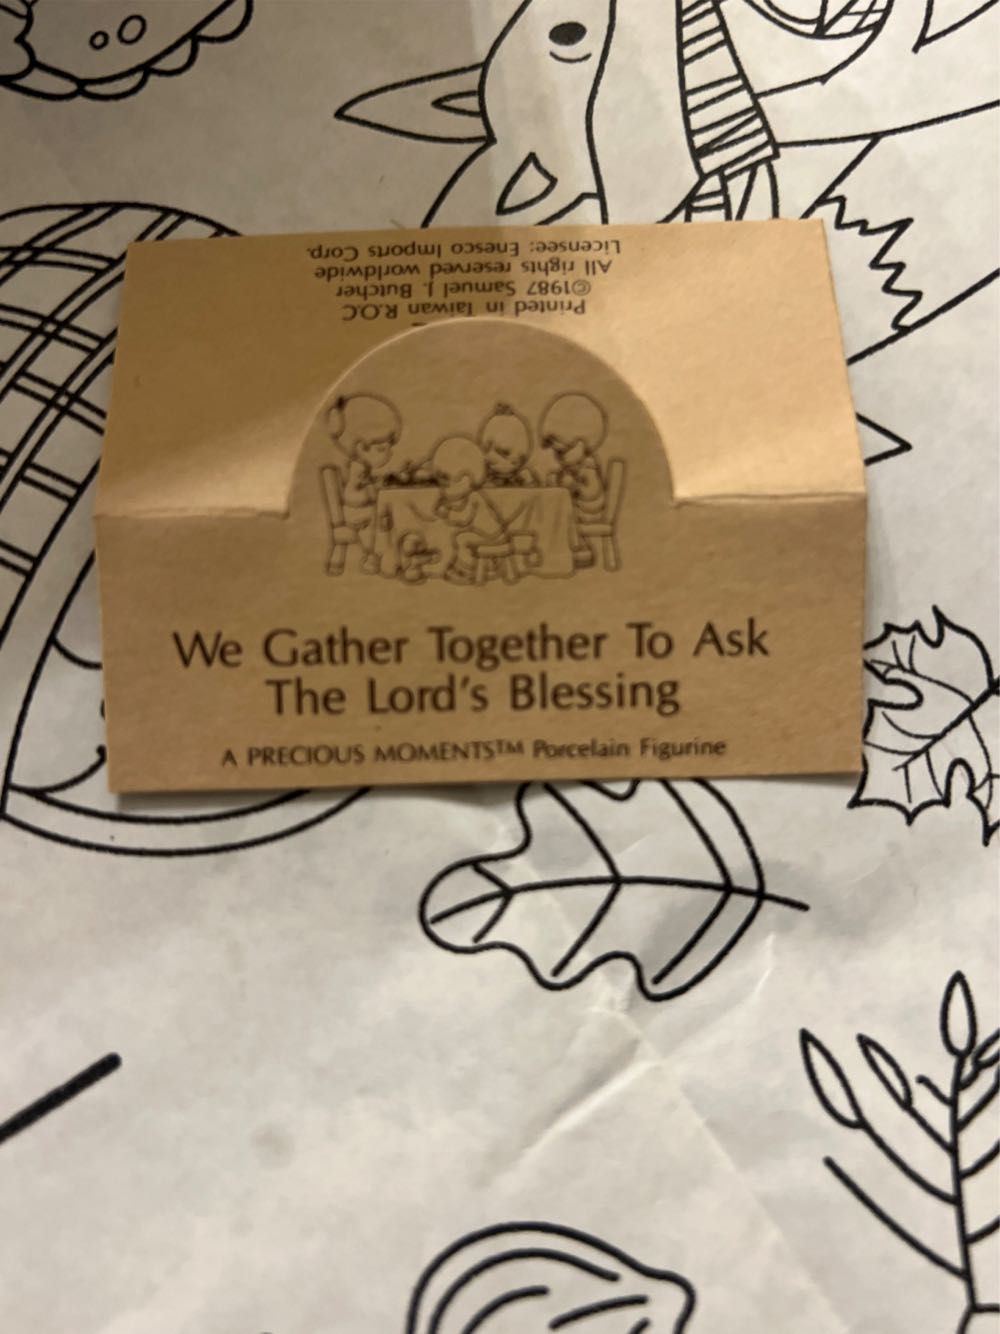 We Gather Together To Ask
The Lord's Blessing
A PRECIOUS MOMENTS™ Porcelain Figurine
Printed in Taiwan R.O.C
©1987 Samuel J. Butcher
All rights reserved worldwide
Licensee: Enesco Imports Corp.